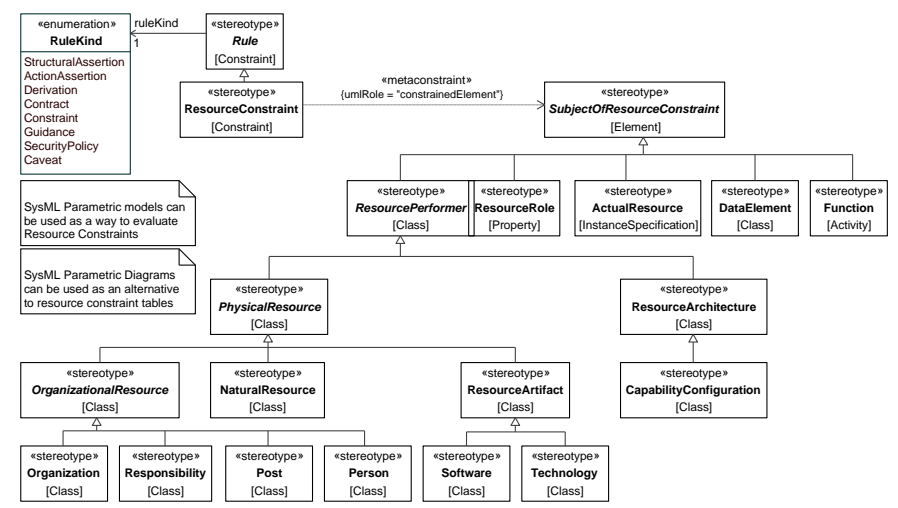 «enumeration»
RuleKind
StructuralAssertion
ActionAssertion
Derivation
Contract
Constraint
Guidance
SecurityPolicy
Caveat
ruleKind
1
«stereotype»
Rule
[Constraint]
«stereotype»
ResourceConstraint
[Constraint]
«metaconstraint»
{umlRole = "constrainedElement"}
«stereotype»
SubjectOfResourceConstraint
[Element]
SysML Parametric models can
be used as a way to evaluate
Resource Constraints
SysML Parametric Diagrams
can be used as an alternative
to resource constraint tables
«stereotype»
ResourcePerformer
[Class]
«stereotype»
ResourceRole
[Property]
«stereotype»
ActualResource
[InstanceSpecification]
«stereotype»
DataElement
[Class]
«stereotype»
Function
[Activity]
«stereotype»
PhysicalResource
[Class]
«stereotype»
ResourceArchitecture
[Class]
«stereotype»
OrganizationalResource
[Class]
«stereotype»
NaturalResource
[Class]
«stereotype»
ResourceArtifact
[Class]
«stereotype»
CapabilityConfiguration
[Class]
«stereotype»
Organization
[Class]
«stereotype»
Responsibility
[Class]
«stereotype»
Post
[Class]
«stereotype»
Person
[Class]
«stereotype»
Software
[Class]
«stereotype»
Technology
[Class]